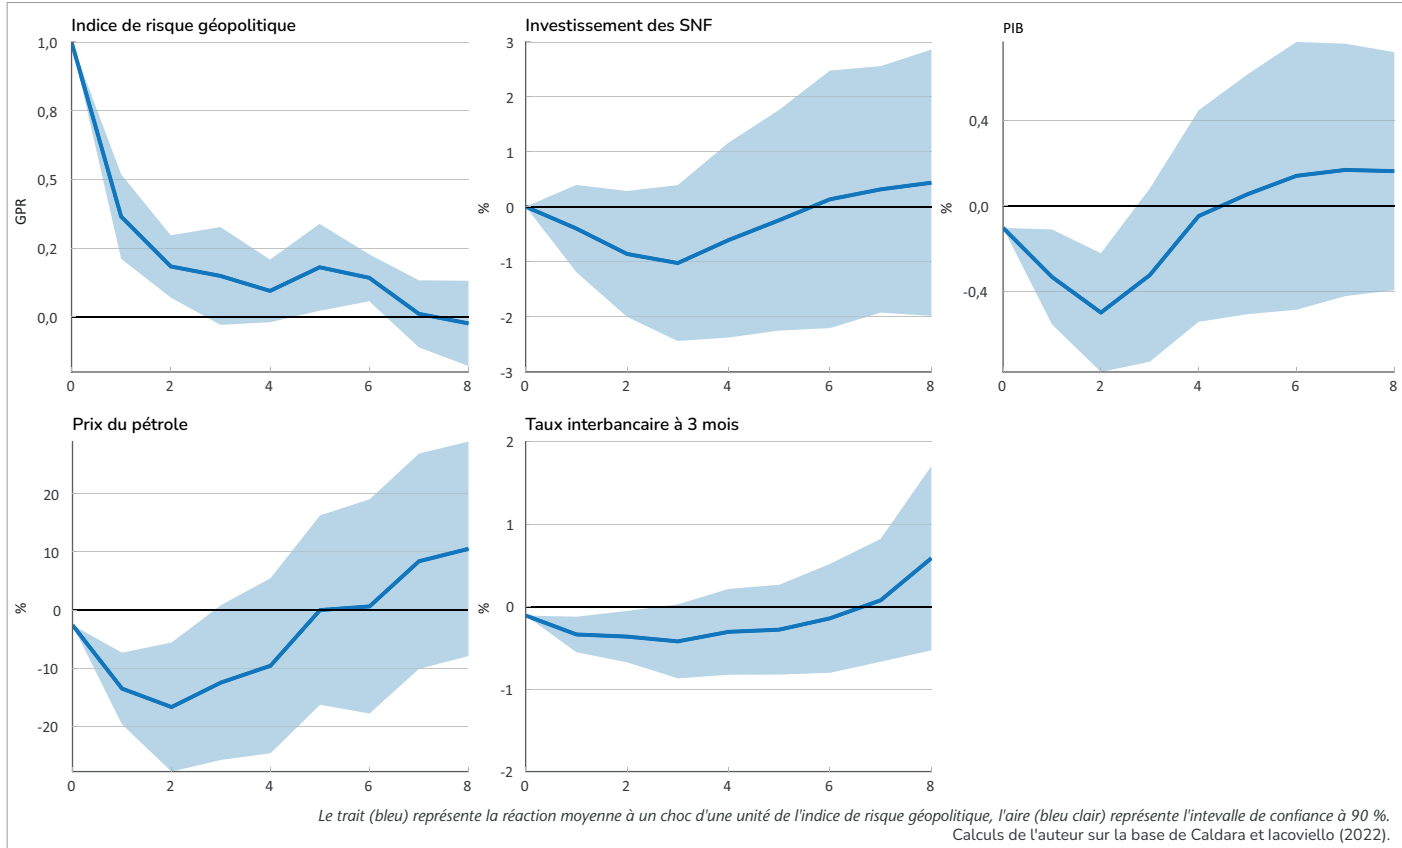 Indice de risque géopolitique
1,0
0,8
0,5
0,2
0,0
GPR
0 2 4 6 8
Investissement des SNF
3
2
1
0
-1
-2
-3
%
0 2 4 6 8
PIB
0,4
0,0
-0,4
%
0 2 4 6 8
Prix du pétrole
20
10
0
-10
-20
%
0 2 4 6 8
Taux interbancaire à 3 mois
2
1
0
-1
-2
%
0 2 4 6 8
Le trait (bleu) représente la réaction moyenne à un choc d'une unité de l'indice de risque géopolitique, l'aire (bleu clair) représente l'intevalle de confiance à 90 %.
Calculs de l'auteur sur la base de Caldara et Iacoviello (2022).